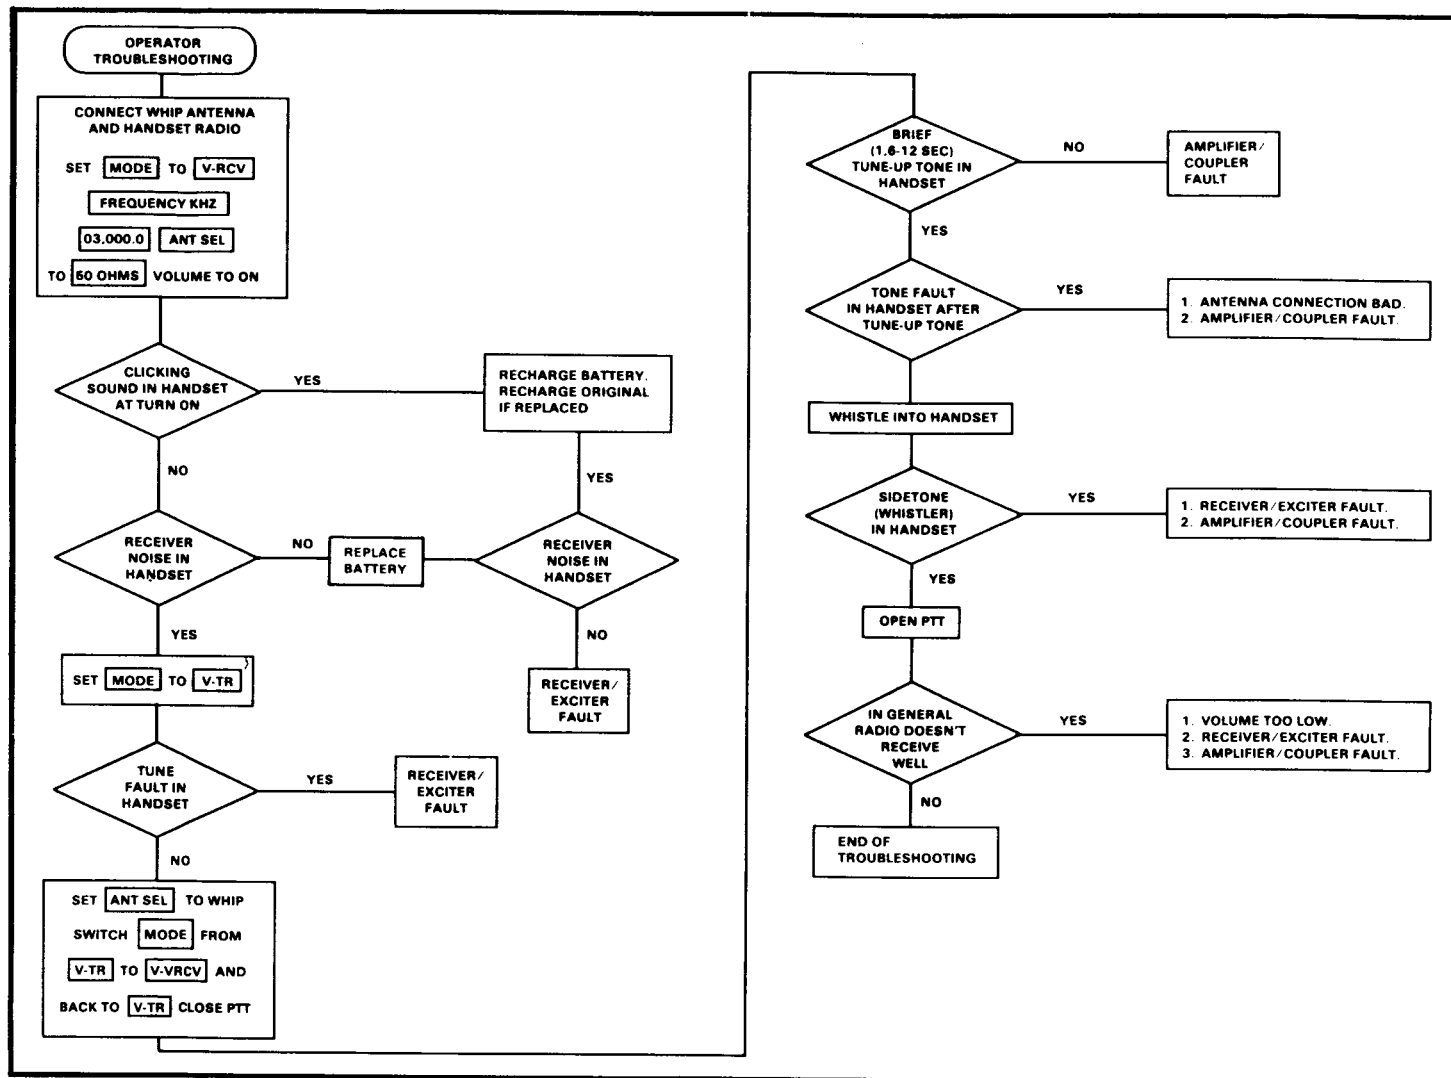 OPERATOR
TROUBLESHOOTING
CONNECT WHIP ANTENNA
AND HANDSET RADIO
SET MODE TO V-RCV
FREQUENCY KHZ
03.000.0 ANT SEL
TO 50 OHMS VOLUME TO ON
CLICKING
SOUND IN HANDSET
AT TURN ON
YES
RECHARGE BATTERY.
RECHARGE ORIGINAL
IF REPLACED
NO
YES
RECEIVER
NOISE IN
HANDSET
NO
REPLACE
BATTERY
RECEIVER
NOISE IN
HANDSET
YES
NO
SET MODE TO V-TR
RECEIVER/
EXCITER
FAULT
TUNE
FAULT IN
HANDSET
YES
RECEIVER/
EXCITER
FAULT
NO
SET ANT SEL TO WHIP
SWITCH MODE FROM
V-TR TO V-VRCV AND
BACK TO V-TR CLOSE PTT
BRIEF
(1.6-12 SEC)
TUNE-UP TONE IN
HANDSET
NO
AMPLIFIER/
COUPLER
FAULT
YES
TONE FAULT
IN HANDSET AFTER
TUNE-UP TONE
YES
1. ANTENNA CONNECTION BAD.
2. AMPLIFIER/COUPLER FAULT.
WHISTLE INTO HANDSET
SIDETONE
(WHISTLER)
IN HANDSET
YES
1. RECEIVER/EXCITER FAULT.
2. AMPLIFIER/COUPLER FAULT.
YES
OPEN PTT
IN GENERAL
RADIO DOESN'T
RECEIVE
WELL
YES
1. VOLUME TOO LOW.
2. RECEIVER/EXCITER FAULT.
3. AMPLIFIER/COUPLER FAULT.
NO
END OF
TROUBLESHOOTING